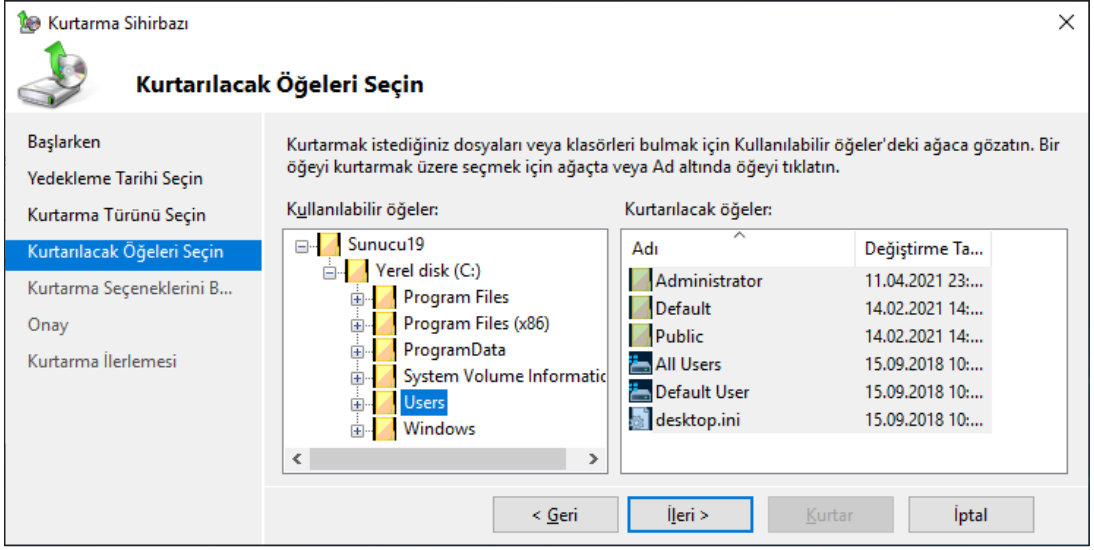 Kurtarma Sihirbazı
Kurtarılacak Öğeleri Seçin
Başlarken
Yedekleme Tarihi Seçin
Kurtarma Türünü Seçin
Kurtarılacak Öğeleri Seçin
Kurtarma Seçeneklerini B...
Onay
Kurtarma İlerlemesi
Kurtarmak istediğiniz dosyaları veya klasörleri bulmak için Kullanılabilir öğeler'deki ağaca gözatın. Bir
öğeyi kurtarmak üzere seçmek için ağaçta veya Ad altında öğeyi tıklatın.
Kullanılabilir öğeler:
Sunucu19
Yerel disk (C:)
Program Files
Program Files (x86)
ProgramData
System Volume Informatic
Users
Windows
Kurtarılacak öğeler:
Adı Değiştirme Ta...
Administrator 11.04.2021 23:...
Default 14.02.2021 14:...
Public 14.02.2021 14:...
All Users 15.09.2018 10:...
Default User 15.09.2018 10:...
desktop.ini 15.09.2018 10:...
< Geri İleri > Kurtar İptal